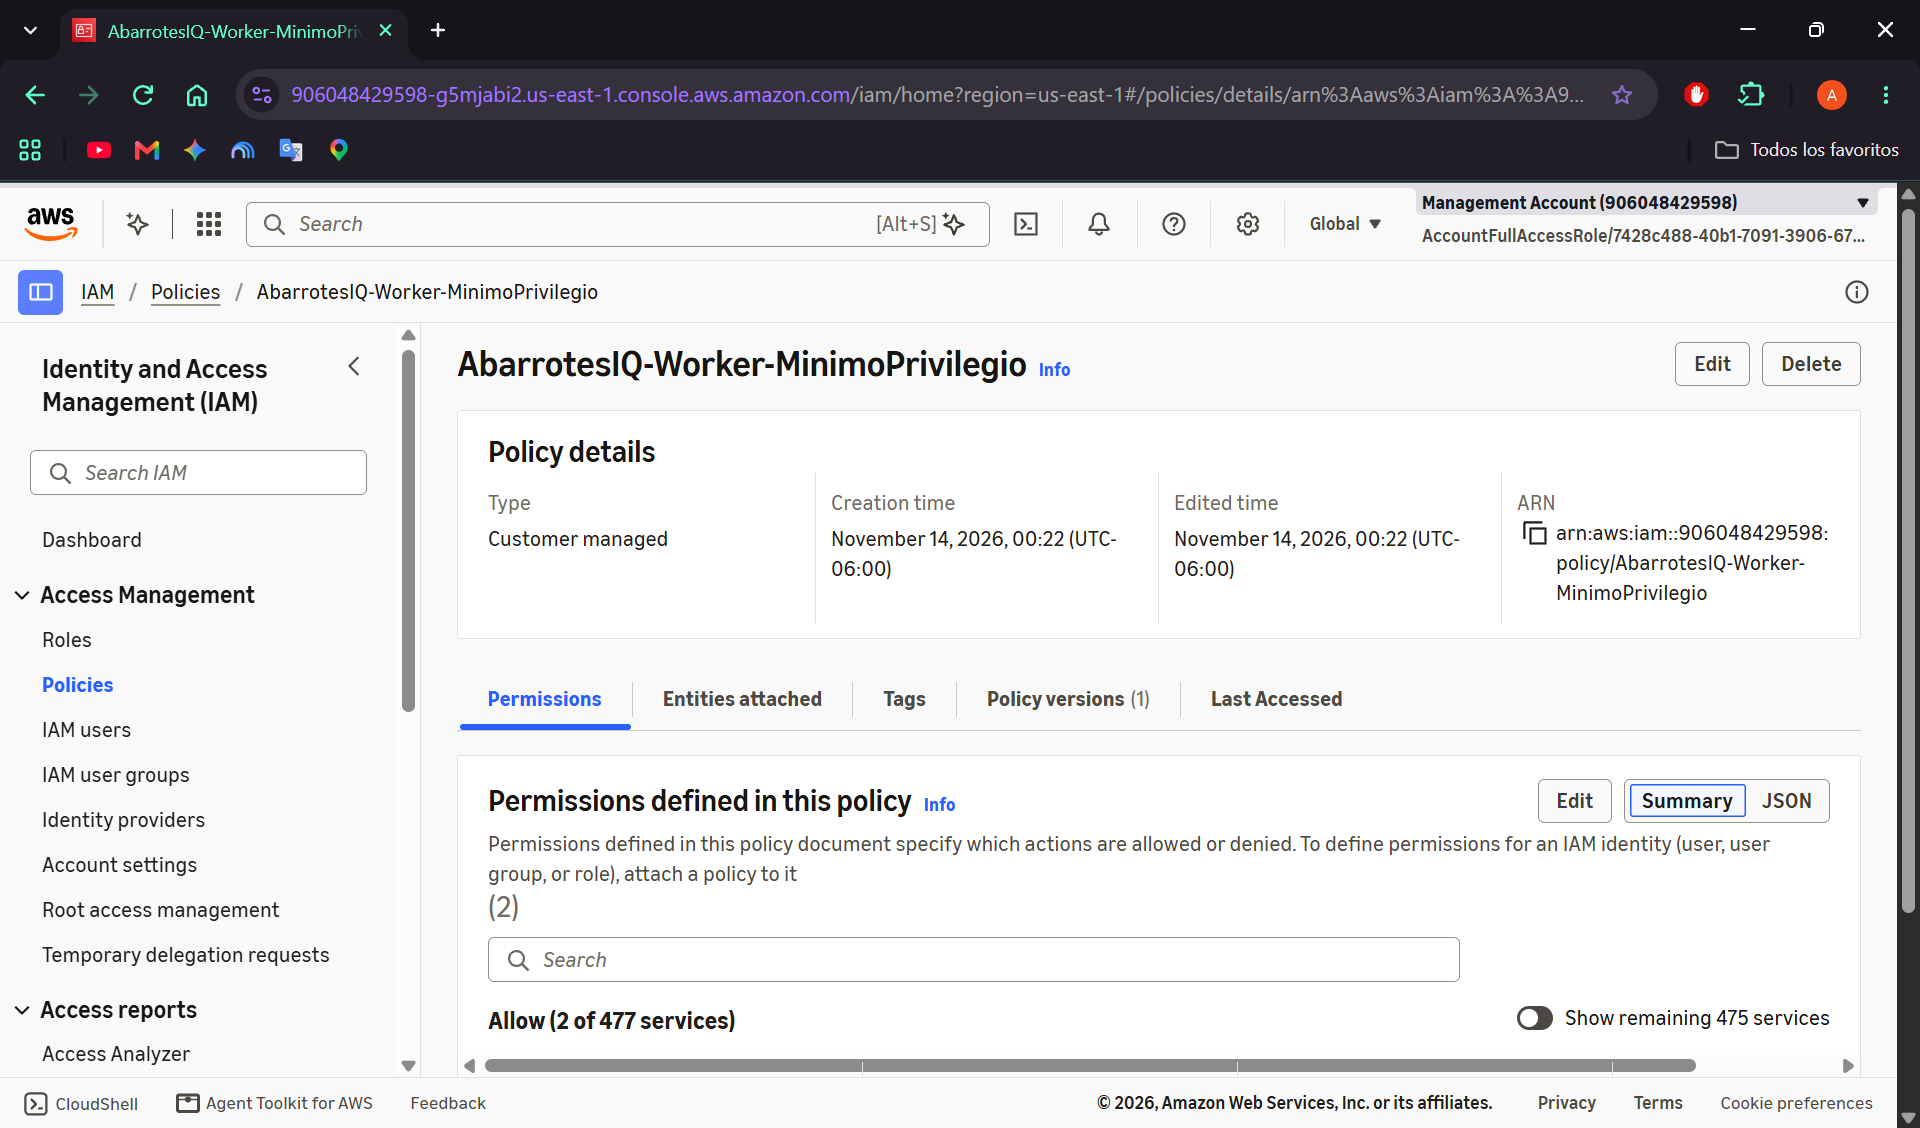 AbarrotesIQ-Worker-MinimoPri
906048429598-g5mjabi2.us-east-1.console.aws.amazon.com/iam/home?region=us-east-1#/policies/details/arn%3Aaws%3Aiam%3A%3A9...
A
Todos los favoritos
aws
Search
[Alt+S]
Global
Management Account (906048429598)
AccountFullAccessRole/7428c488-40b1-7091-3906-67...
IAM / Policies / AbarrotesIQ-Worker-MinimoPrivilegio
Identity and Access
Management (IAM)
Search IAM
Dashboard
Access Management
Roles
Policies
IAM users
IAM user groups
Identity providers
Account settings
Root access management
Temporary delegation requests
Access reports
Access Analyzer
AbarrotesIQ-Worker-MinimoPrivilegio Info
Edit
Delete
Policy details
Type
Customer managed
Creation time
November 14, 2026, 00:22 (UTC-
06:00)
Edited time
November 14, 2026, 00:22 (UTC-
06:00)
ARN
arn:aws:iam::906048429598:
policy/AbarrotesIQ-Worker-
MinimoPrivilegio
Permissions
Entities attached
Tags
Policy versions (1)
Last Accessed
Permissions defined in this policy Info
Edit
Summary
JSON
Permissions defined in this policy document specify which actions are allowed or denied. To define permissions for an IAM identity (user, user
group, or role), attach a policy to it
(2)
Search
Allow (2 of 477 services)
Show remaining 475 services
CloudShell
Agent Toolkit for AWS
Feedback
© 2026, Amazon Web Services, Inc. or its affiliates.
Privacy
Terms
Cookie preferences